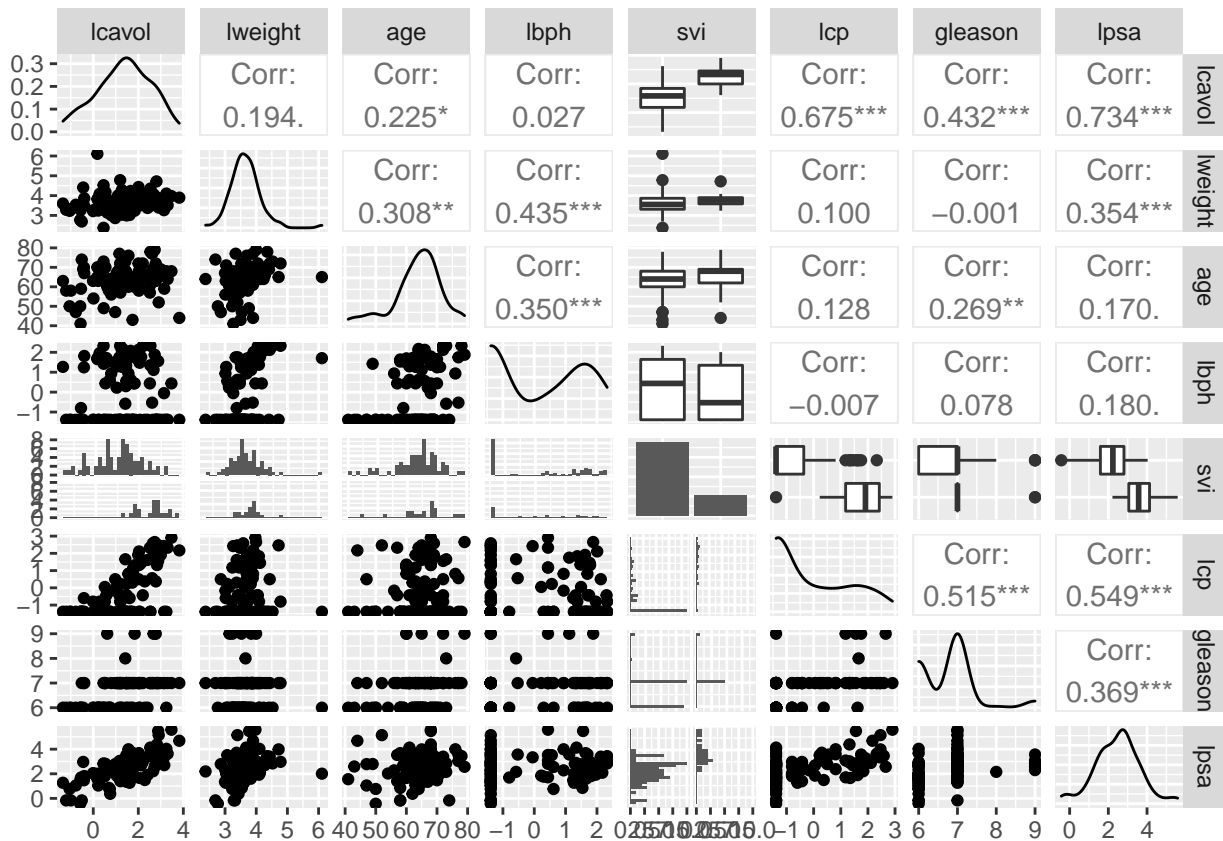 lcavol lweight age lbph svi lcp gleason lpsa
0.3
0.2
0.1
0.0
Corr:
0.194.
Corr:
0.225*
Corr:
0.027
Corr:
0.675***
Corr:
0.432***
Corr:
0.734***
lcavol
6
5
4
3
Corr:
0.308**
Corr:
0.435***
Corr:
0.100
Corr:
−0.001
Corr:
0.354***
lweight
80
70
60
50
40
Corr:
0.350***
Corr:
0.128
Corr:
0.269**
Corr:
0.170.
age
2
1
0
−1
Corr:
−0.007
Corr:
0.078
Corr:
0.180.
lbph
svi
3
2
1
0
−1
Corr:
0.515***
Corr:
0.549***
lcp
9
8
7
6
Corr:
0.369***
gleason
4
2
0
lpsa
0 2 4 3 4 5 6 40 50 60 70 80 −1 0 1 2 −1 0 1 2 3 6 7 8 9 0 2 4